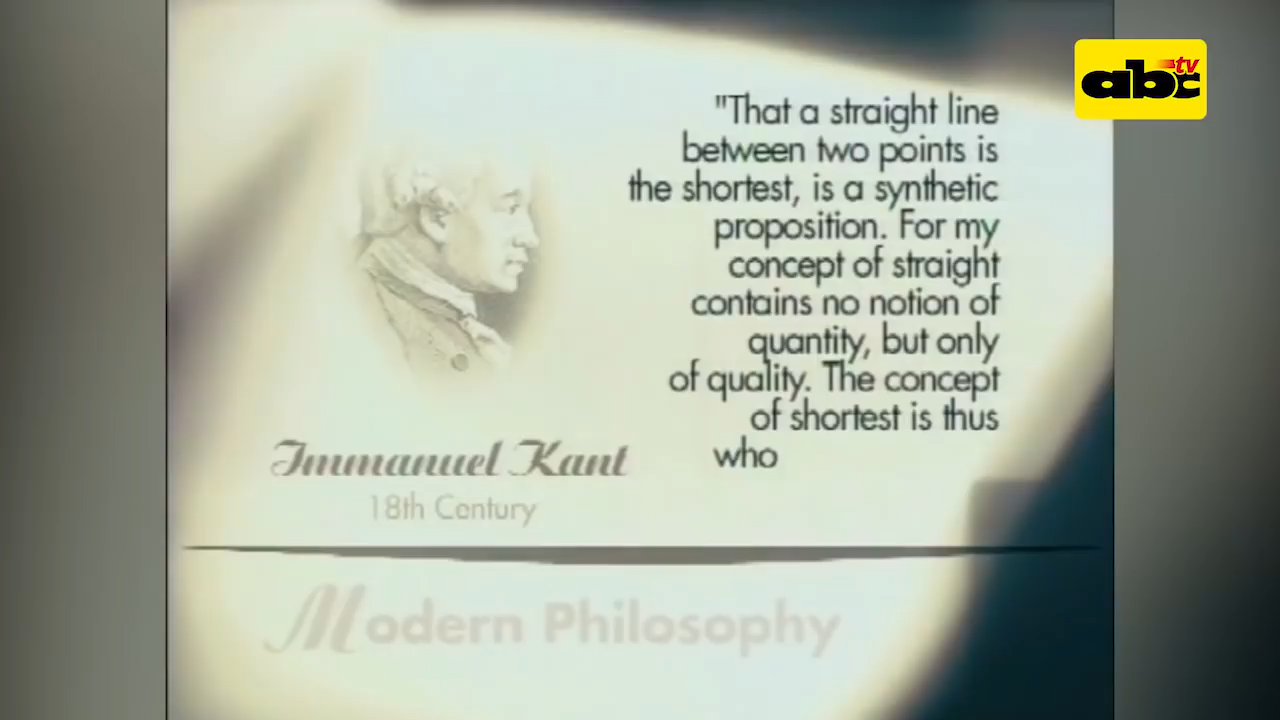 abc tv
"That a straight line
between two points is
the shortest, is a synthetic
proposition. For my
concept of straight
contains no notion of
quantity, but only
of quality. The concept
of shortest is thus
who
Immanuel Kant
18th Century
Modern Philosophy